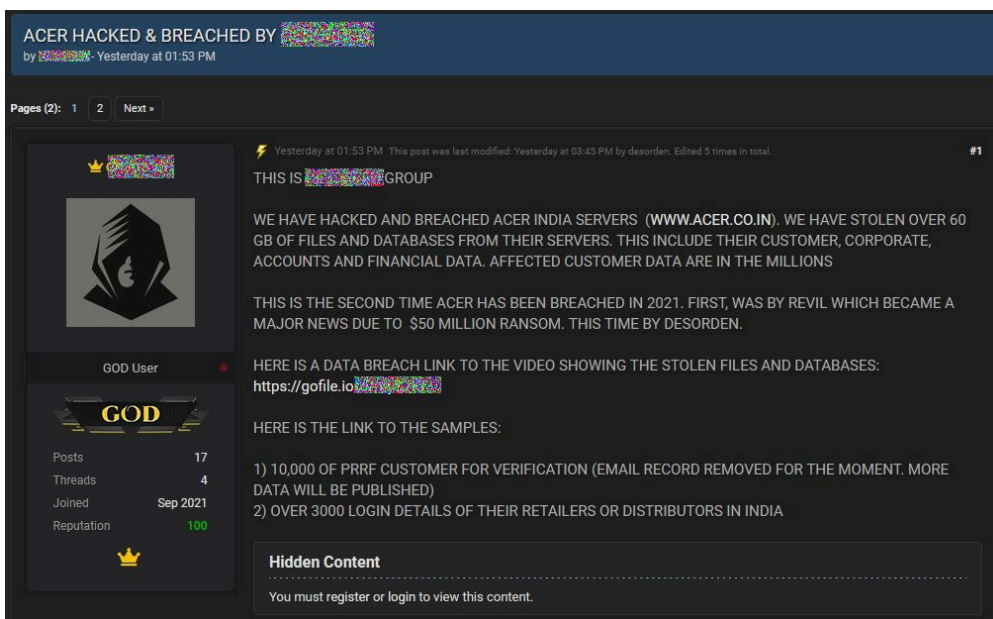 ACER HACKED & BREACHED BY
by - Yesterday at 01:53 PM
Pages (2): 1 2 Next »
Yesterday at 01:53 PM This post was last modified: Yesterday at 03:45 PM by desorden. Edited 5 times in total.
#1
THIS IS GROUP
WE HAVE HACKED AND BREACHED ACER INDIA SERVERS (WWW.ACER.CO.IN). WE HAVE STOLEN OVER 60
GB OF FILES AND DATABASES FROM THEIR SERVERS. THIS INCLUDE THEIR CUSTOMER, CORPORATE,
ACCOUNTS AND FINANCIAL DATA. AFFECTED CUSTOMER DATA ARE IN THE MILLIONS
THIS IS THE SECOND TIME ACER HAS BEEN BREACHED IN 2021. FIRST, WAS BY REVIL WHICH BECAME A
MAJOR NEWS DUE TO $50 MILLION RANSOM. THIS TIME BY DESORDEN.
HERE IS A DATA BREACH LINK TO THE VIDEO SHOWING THE STOLEN FILES AND DATABASES:
https://gofile.io
HERE IS THE LINK TO THE SAMPLES:
1) 10,000 OF PRRF CUSTOMER FOR VERIFICATION (EMAIL RECORD REMOVED FOR THE MOMENT. MORE
DATA WILL BE PUBLISHED)
2) OVER 3000 LOGIN DETAILS OF THEIR RETAILERS OR DISTRIBUTORS IN INDIA
Hidden Content
You must register or login to view this content.
GOD User
GOD
Posts 17
Threads 4
Joined Sep 2021
Reputation 100